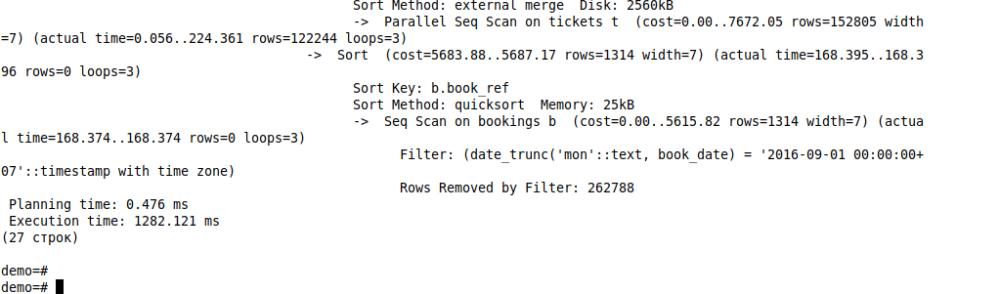 Sort Method: external merge  Disk: 2560kB
->  Parallel Seq Scan on tickets t  (cost=0.00..7672.05 rows=152805 width
=7) (actual time=0.056..224.361 rows=122244 loops=3)
->  Sort  (cost=5683.88..5687.17 rows=1314 width=7) (actual time=168.395..168.3
96 rows=0 loops=3)
Sort Key: b.book_ref
Sort Method: quicksort  Memory: 25kB
->  Seq Scan on bookings b  (cost=0.00..5615.82 rows=1314 width=7) (actua
l time=168.374..168.374 rows=0 loops=3)
Filter: (date_trunc('mon'::text, book_date) = '2016-09-01 00:00:00+
07'::timestamp with time zone)
Rows Removed by Filter: 262788
Planning time: 0.476 ms
Execution time: 1282.121 ms
(27 строк)
demo=#
demo=#